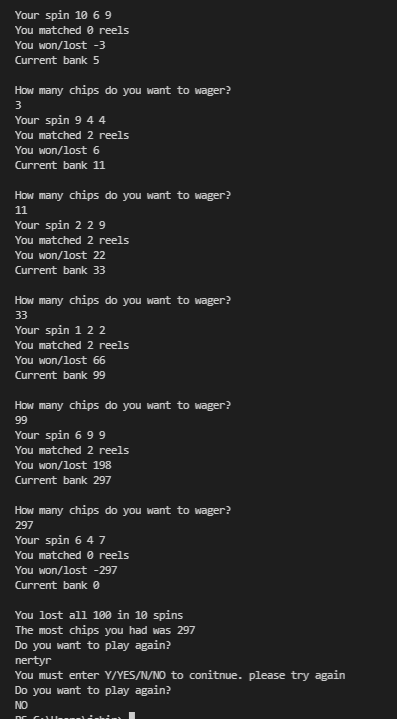 Your spin 10 6 9
You matched 0 reels
You won/lost -3
Current bank 5
How many chips do you want to wager?
3
Your spin 9 4 4
You matched 2 reels
You won/lost 6
Current bank 11
How many chips do you want to wager?
11
Your spin 2 2 9
You matched 2 reels
You won/lost 22
Current bank 33
How many chips do you want to wager?
33
Your spin 1 2 2
You matched 2 reels
You won/lost 66
Current bank 99
How many chips do you want to wager?
99
Your spin 6 9 9
You matched 2 reels
You won/lost 198
Current bank 297
How many chips do you want to wager?
297
Your spin 6 4 7
You matched 0 reels
You won/lost -297
Current bank 0
You lost all 100 in 10 spins
The most chips you had was 297
Do you want to play again?
nertyr
You must enter Y/YES/N/NO to conitnue. please try again
Do you want to play again?
NO